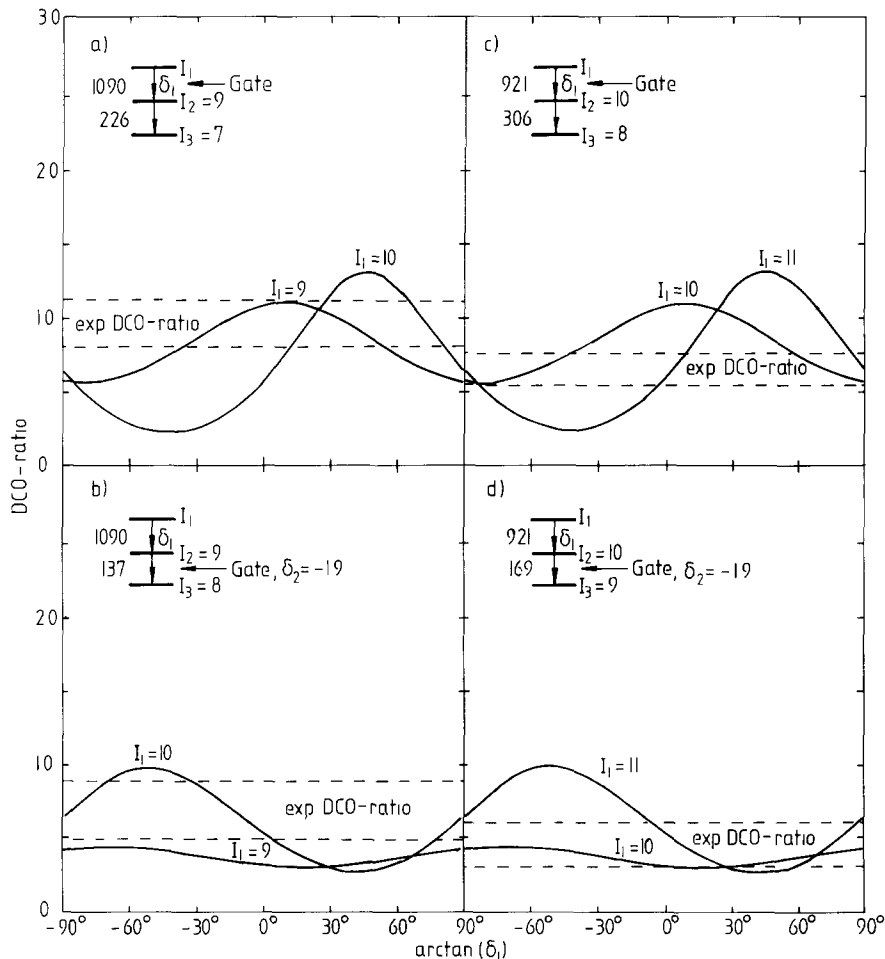 a)
I₁
1090
δ₁
Gate
I₂ = 9
226
I₃ = 7
I₁ = 10
I₁ = 9
exp DCO-ratio
c)
I₁
921
δ₁
Gate
I₂ = 10
306
I₃ = 8
I₁ = 11
I₁ = 10
exp DCO-ratio
b)
I₁
1090
δ₁
I₂ = 9
137
Gate, δ₂ = -19
I₃ = 8
I₁ = 10
exp DCO-ratio
I₁ = 9
d)
I₁
921
δ₁
I₂ = 10
169
Gate, δ₂ = -19
I₃ = 9
I₁ = 11
exp DCO-ratio
I₁ = 10
DCO-ratio
30
20
10
0
20
10
0
-90° -60° -30° 0° 30° 60° 90° -60° -30° 0° 30° 60° 90°
arctan (δ₁)